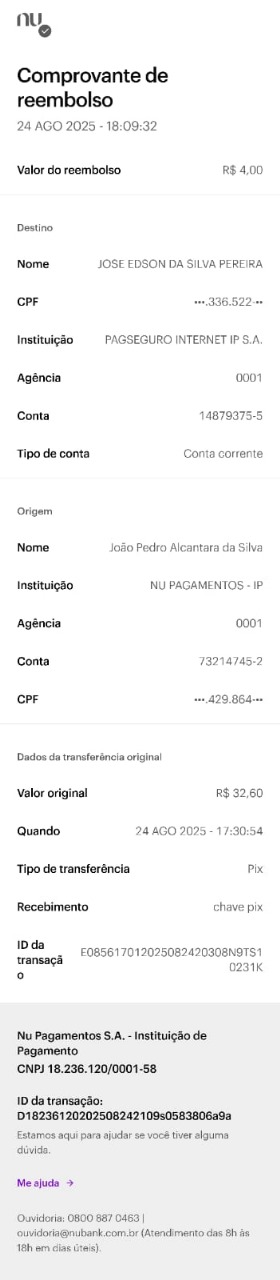 nu
Comprovante de
reembolso
24 AGO 2025 - 18:09:32
Valor do reembolso R$ 4,00
Destino
Nome JOSE EDSON DA SILVA PEREIRA
CPF •••.336.522-••
Instituição PAGSEGURO INTERNET IP S.A.
Agência 0001
Conta 14879375-5
Tipo de conta Conta corrente
Origem
Nome João Pedro Alcantara da Silva
Instituição NU PAGAMENTOS - IP
Agência 0001
Conta 73214745-2
CPF •••.429.864-••
Dados da transferência original
Valor original R$ 32,60
Quando 24 AGO 2025 - 17:30:54
Tipo de transferência Pix
Recebimento chave pix
ID da
transaçã
o
E085617012025082420308N9TS1
0231K
Nu Pagamentos S.A. - Instituição de
Pagamento
CNPJ 18.236.120/0001-58
ID da transação:
D18236120202508242109s0583806a9a
Estamos aqui para ajudar se você tiver alguma
dúvida.
Me ajuda →
Ouvidoria: 0800 887 0463 |
ouvidoria@nubank.com.br (Atendimento das 8h às
18h em dias úteis).